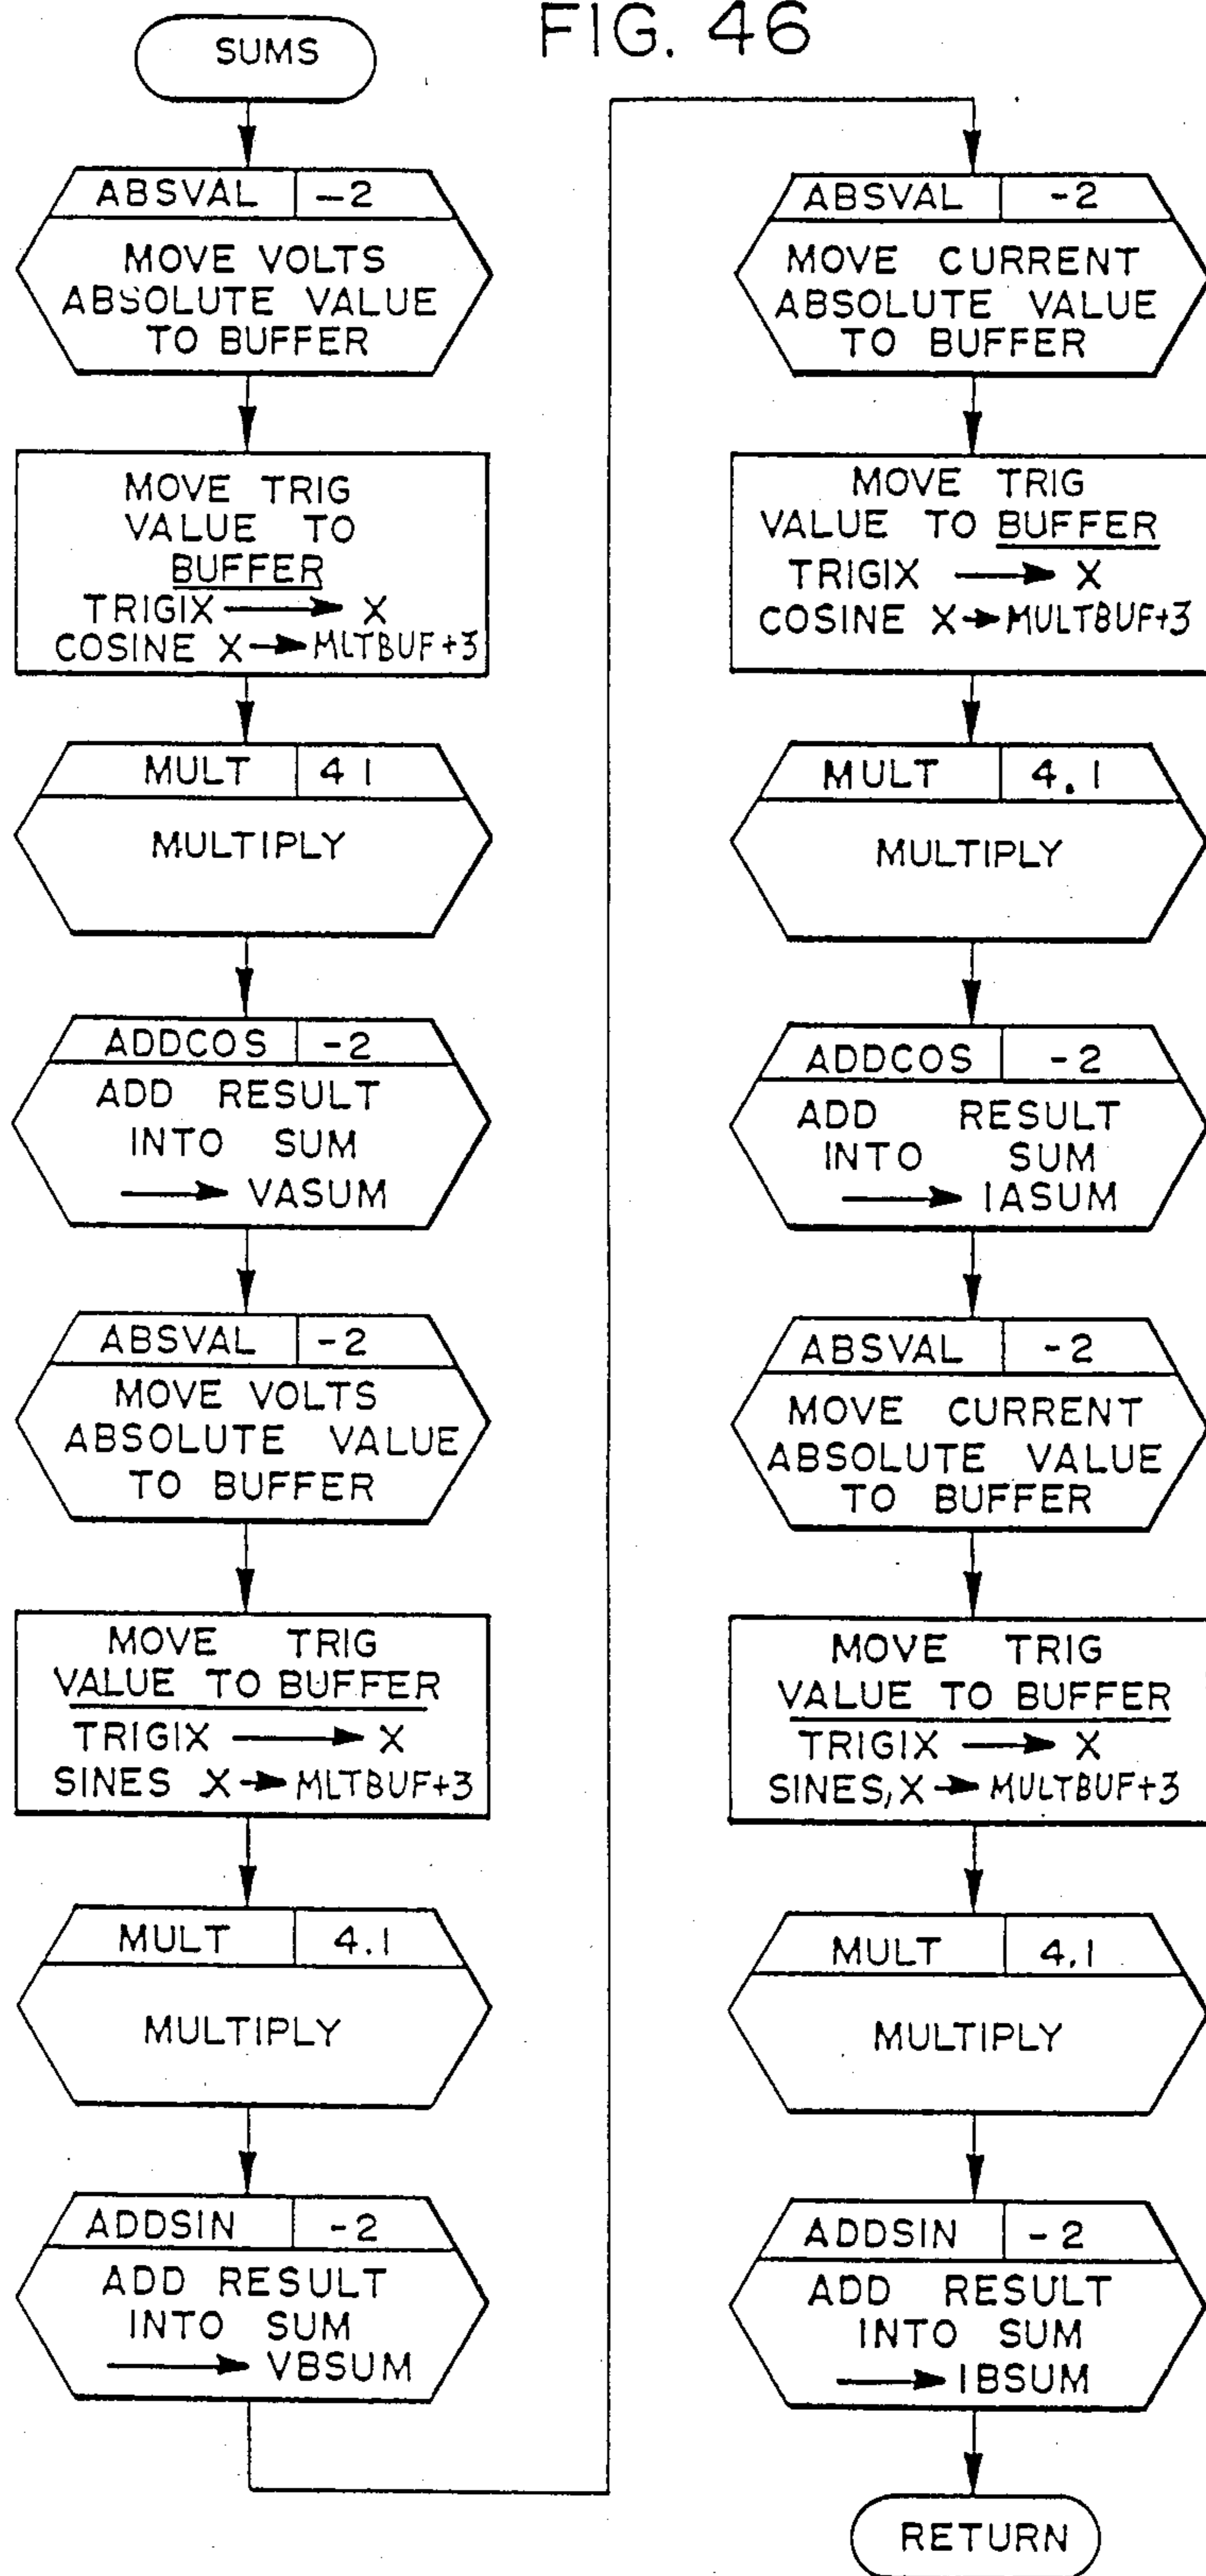 FIG. 46
SUMS
ABSVAL -2
MOVE VOLTS
ABSOLUTE VALUE
TO BUFFER
MOVE TRIG
VALUE TO
BUFFER
TRIGIX → X
COSINE X → MLTBUF+3
MULT 4 1
MULTIPLY
ADDCOS -2
ADD RESULT
INTO SUM
→ VASUM
ABSVAL -2
MOVE VOLTS
ABSOLUTE VALUE
TO BUFFER
MOVE TRIG
VALUE TO BUFFER
TRIGIX → X
SINES X → MLTBUF+3
MULT 4.1
MULTIPLY
ADDSIN -2
ADD RESULT
INTO SUM
→ VBSUM
ABSVAL -2
MOVE CURRENT
ABSOLUTE VALUE
TO BUFFER
MOVE TRIG
VALUE TO BUFFER
TRIGIX → X
COSINE X → MULTBUF+3
MULT 4.1
MULTIPLY
ADDCOS -2
ADD RESULT
INTO SUM
→ IASUM
ABSVAL -2
MOVE CURRENT
ABSOLUTE VALUE
TO BUFFER
MOVE TRIG
VALUE TO BUFFER
TRIGIX → X
SINES,X → MULTBUF+3
MULT 4.1
MULTIPLY
ADDSIN -2
ADD RESULT
INTO SUM
→ IBSUM
RETURN